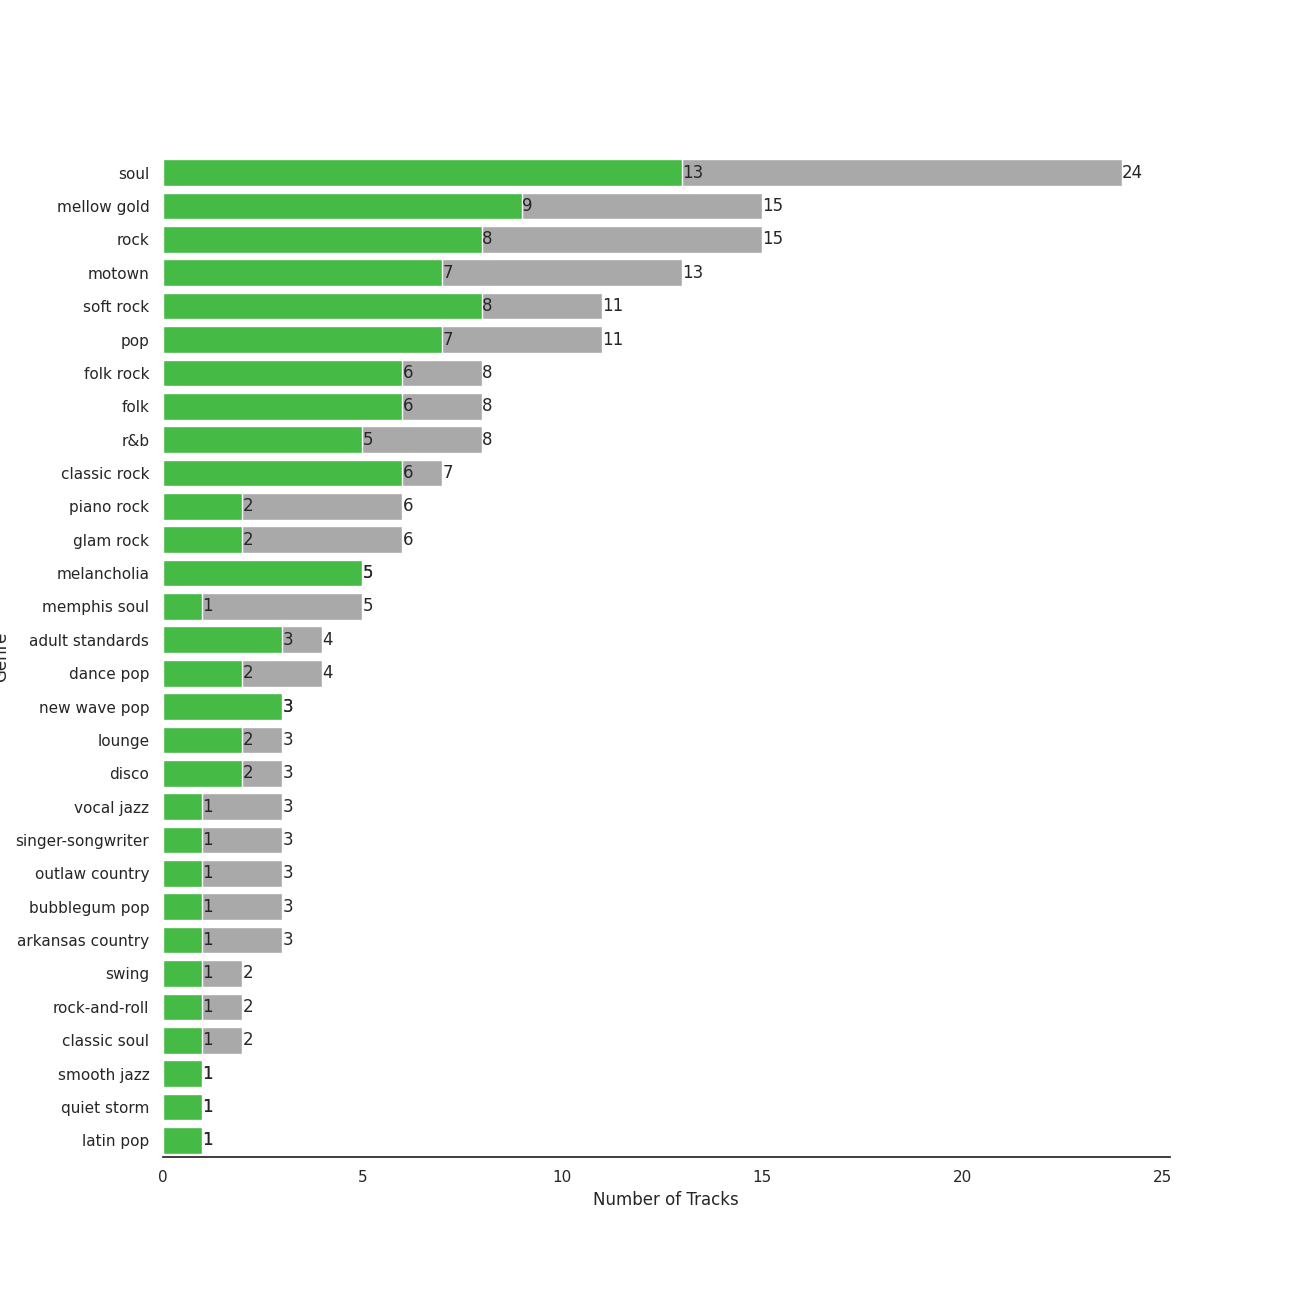 soul 13 24
mellow gold 9 15
rock 8 15
motown 7 13
soft rock 8 11
pop 7 11
folk rock 6 8
folk 6 8
r&b 5 8
classic rock 6 7
piano rock 2 6
glam rock 2 6
melancholia 5
memphis soul 1 5
adult standards 3 4
dance pop 2 4
new wave pop 3
lounge 2 3
disco 2 3
vocal jazz 1 3
singer-songwriter 1 3
outlaw country 1 3
bubblegum pop 1 3
arkansas country 1 3
swing 1 2
rock-and-roll 1 2
classic soul 1 2
smooth jazz 1
quiet storm 1
latin pop 1
0 5 10 15 20 25
Number of Tracks
Genre